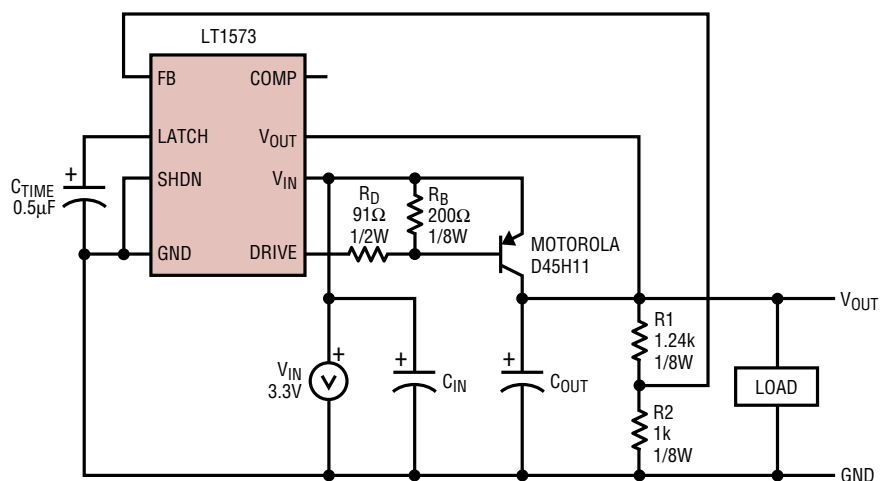 LT1573
FB
COMP
LATCH
VOUT
SHDN
VIN
GND
DRIVE
+
CTIME
0.5µF
RD
91Ω
1/2W
RB
200Ω
1/8W
MOTOROLA
D45H11
VOUT
R1
1.24k
1/8W
+
V
VIN
3.3V
+
CIN
+
COUT
R2
1k
1/8W
LOAD
GND